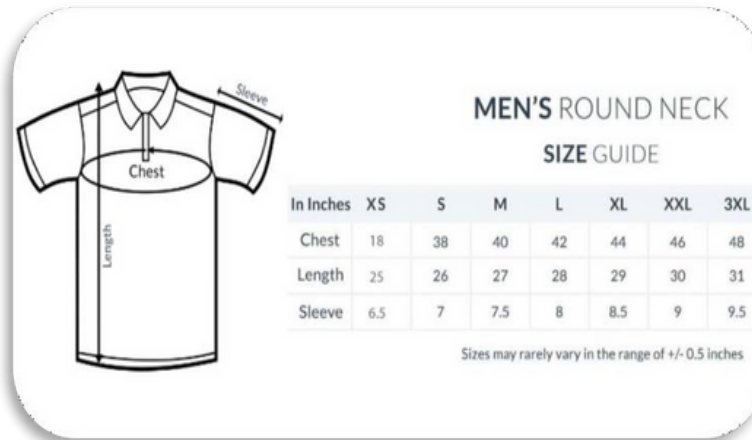 Sleeve
Chest
Length
MEN'S ROUND NECK
SIZE GUIDE
In Inches XS S M L XL XXL 3XL
Chest 18 38 40 42 44 46 48
Length 25 26 27 28 29 30 31
Sleeve 6.5 7 7.5 8 8.5 9 9.5
Sizes may rarely vary in the range of +/- 0.5 inches